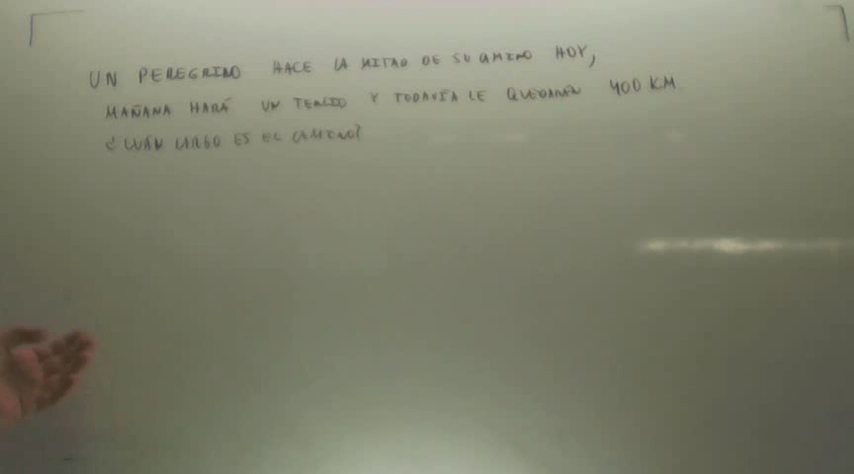 UN PEREGRINO HACE LA MITAD DE SU CAMINO HOY,
MAÑANA HARÁ UN TERCIO Y TODAVÍA LE QUEDARÁN 400 KM
¿CUÁN LARGO ES EL CAMINO?